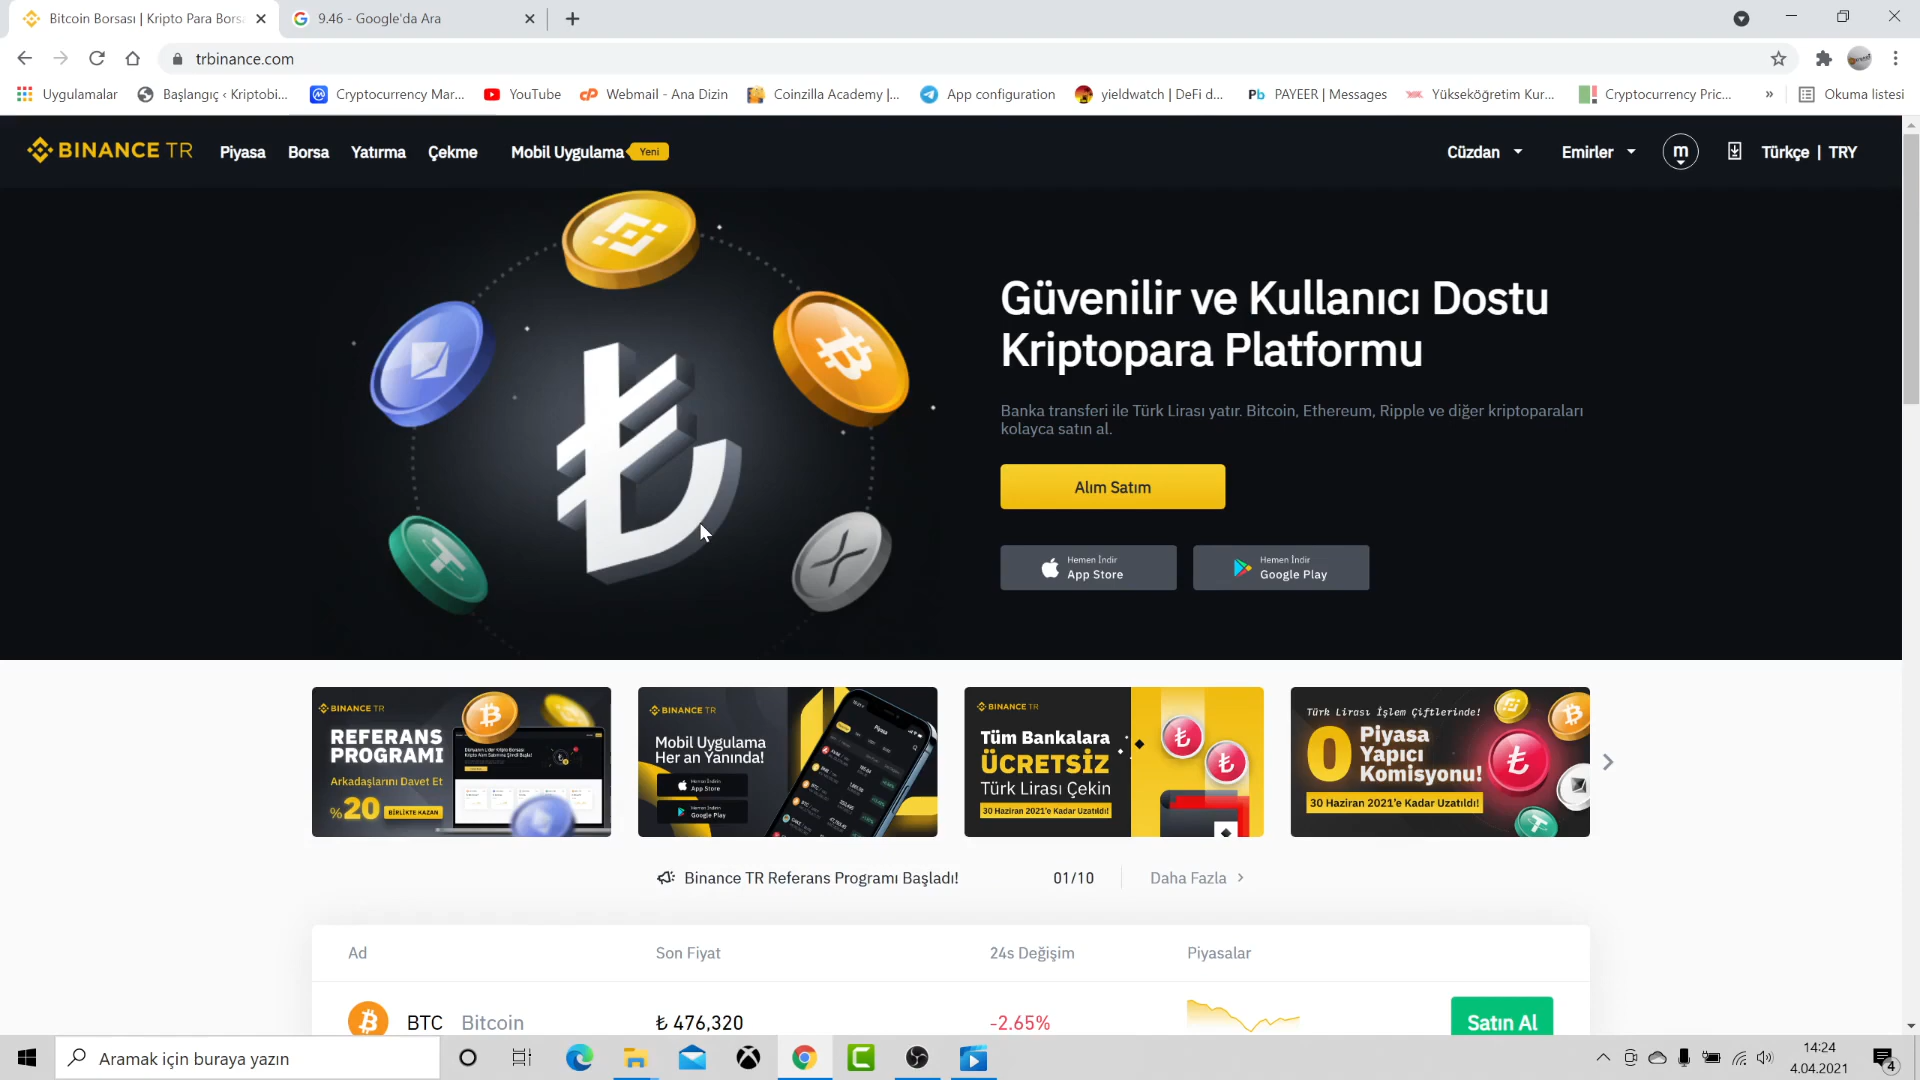 Bitcoin Borsası | Kripto Para Bors
9.46 - Google'da Ara
trbinance.com
Uygulamalar
Başlangıç ‹ Kriptobi...
Cryptocurrency Mar...
YouTube
Webmail - Ana Dizin
Coinzilla Academy |...
App configuration
yieldwatch | DeFi d...
PAYEER | Messages
Yükseköğretim Kur...
Cryptocurrency Pric...
»
Okuma listesi
BINANCE TR
Piyasa
Borsa
Yatırma
Çekme
Mobil Uygulama
Yeni
Cüzdan
Emirler
m
Türkçe | TRY
Güvenilir ve Kullanıcı Dostu
Kriptopara Platformu
Banka transferi ile Türk Lirası yatır. Bitcoin, Ethereum, Ripple ve diğer kriptoparaları
kolayca satın al.
Alım Satım
Hemen İndir
App Store
Hemen İndir
Google Play
BINANCE TR
REFERANS
PROGRAMI
Arkadaşlarını Davet Et
%20 BİRLİKTE KAZAN
BINANCE TR
Mobil Uygulama
Her an Yanında!
App Store
Google Play
BINANCE TR
Tüm Bankalara
ÜCRETSİZ
Türk Lirası Çekin
30 Haziran 2021'e Kadar Uzatıldı!
Türk Lirası İşlem Çiftlerinde!
0 Piyasa
Yapıcı
Komisyonu!
30 Haziran 2021'e Kadar Uzatıldı!
Binance TR Referans Programı Başladı!
01/10
Daha Fazla
Ad
Son Fiyat
24s Değişim
Piyasalar
BTC Bitcoin
₺ 476,320
-2.65%
Satın Al
Aramak için buraya yazın
14:24
4.04.2021
4